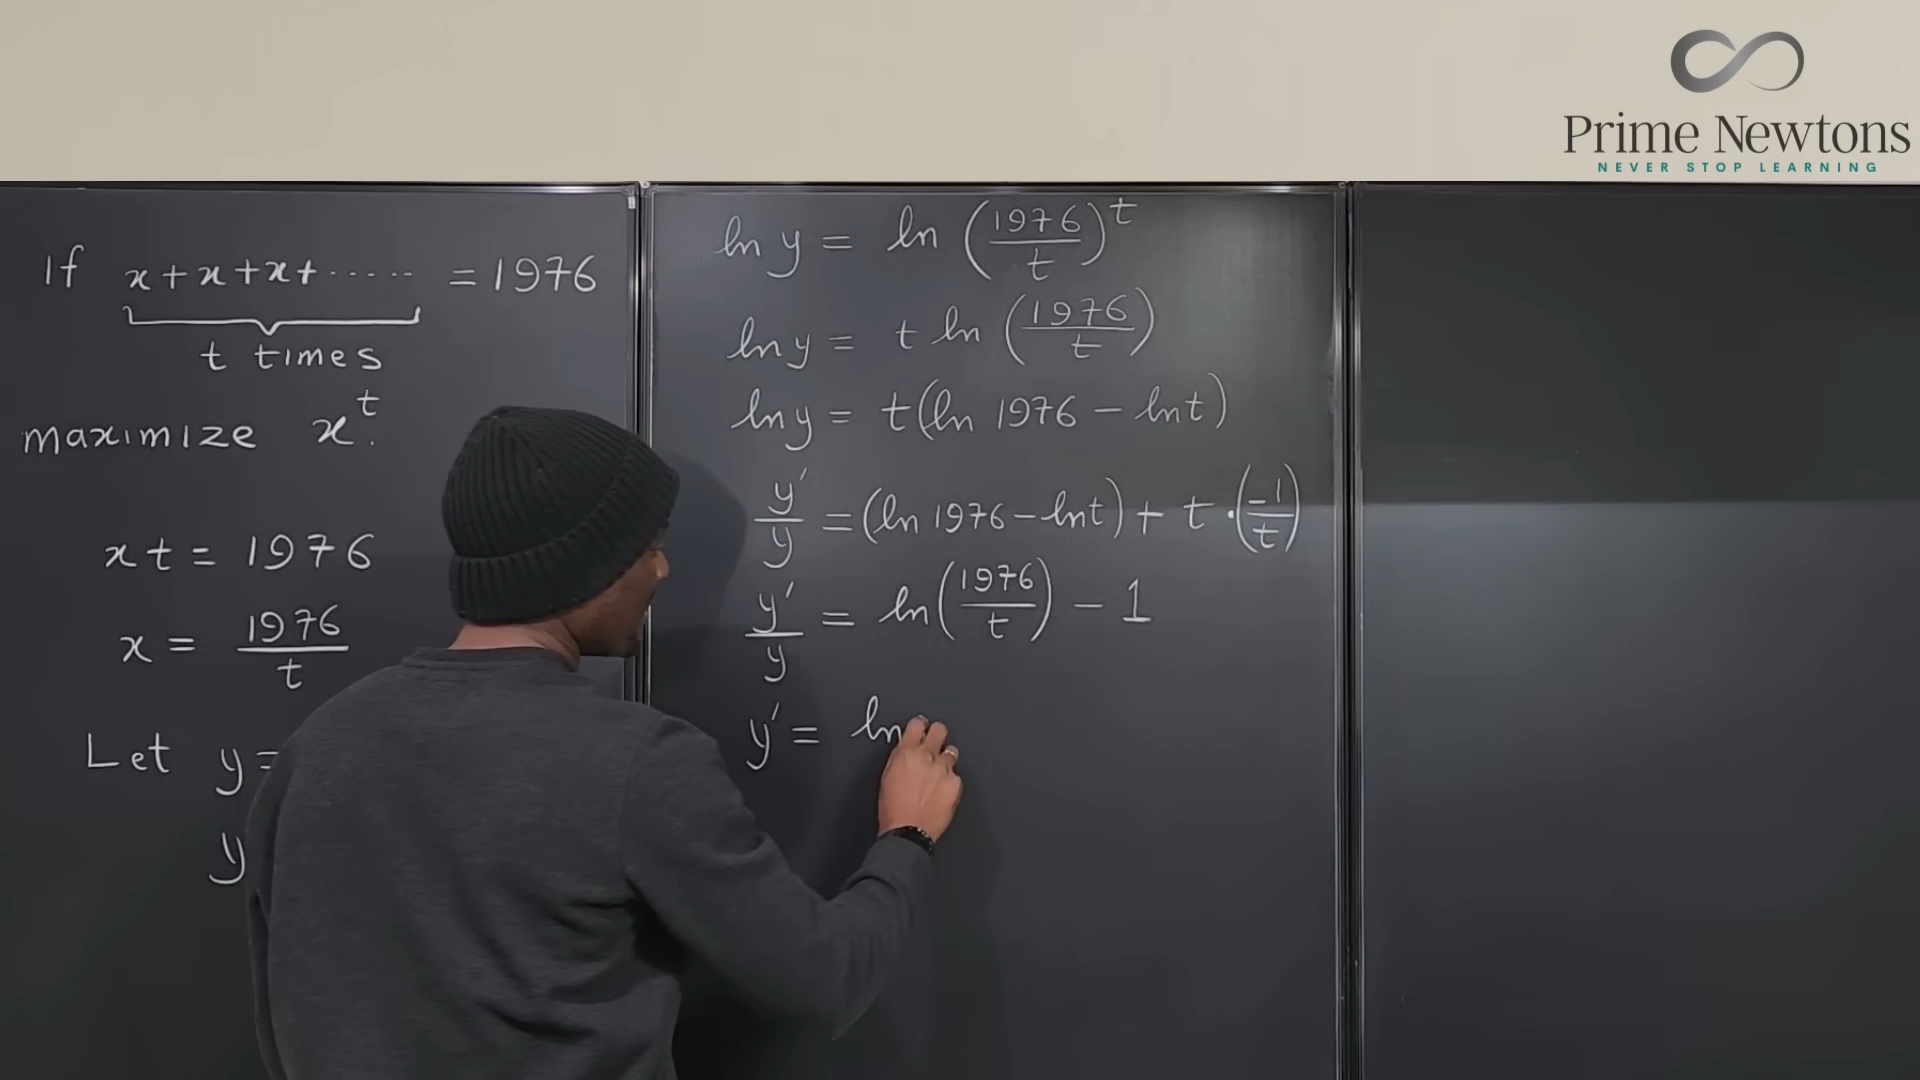 Prime Newtons
NEVER STOP LEARNING
If x + x + x + ...... = 1976
t times
maximize x^t.
xt = 1976
x = 1976/t
Let y =
y
ln y = ln (1976/t)^t
ln y = t ln (1976/t)
ln y = t(ln 1976 - ln t)
y'/y = (ln 1976 - ln t) + t · (-1/t)
y'/y = ln (1976/t) - 1
y' = ln